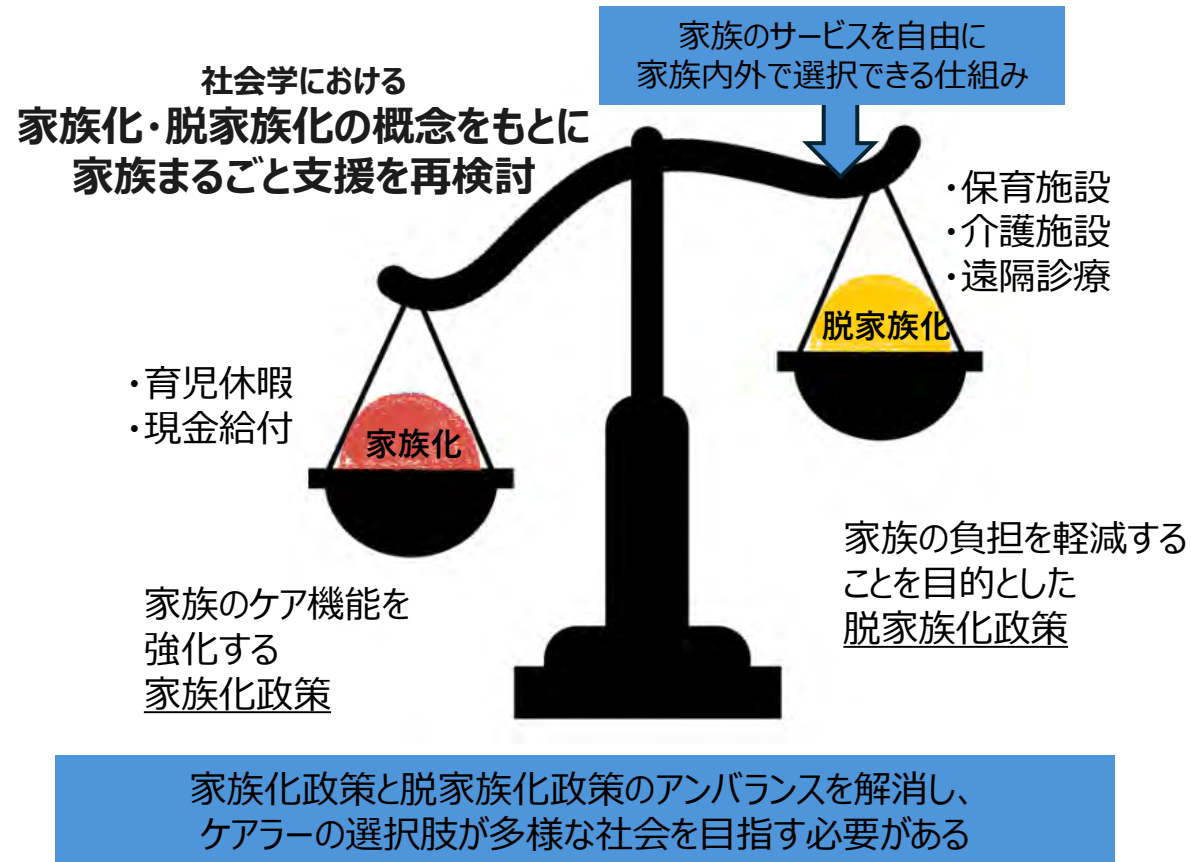 家族のサービスを自由に
家族内外で選択できる仕組み
社会学における
家族化・脱家族化の概念をもとに
家族まるごと支援を再検討
・保育施設
・介護施設
・遠隔診療
脱家族化
・育児休暇
・現金給付
家族化
家族の負担を軽減する
ことを目的とした
脱家族化政策
家族のケア機能を
強化する
家族化政策
家族化政策と脱家族化政策のアンバランスを解消し、
ケアラーの選択肢が多様な社会を目指す必要がある